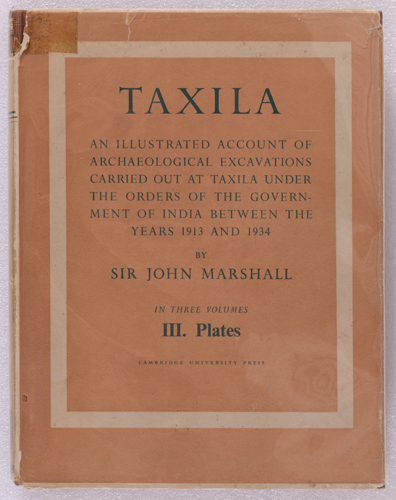 TAXILA
AN ILLUSTRATED ACCOUNT OF
ARCHAEOLOGICAL EXCAVATIONS
CARRIED OUT AT TAXILA UNDER
THE ORDERS OF THE GOVERN-
MENT OF INDIA BETWEEN THE
YEARS 1913 AND 1934
BY
SIR JOHN MARSHALL
IN THREE VOLUMES
III. Plates
CAMBRIDGE UNIVERSITY PRESS